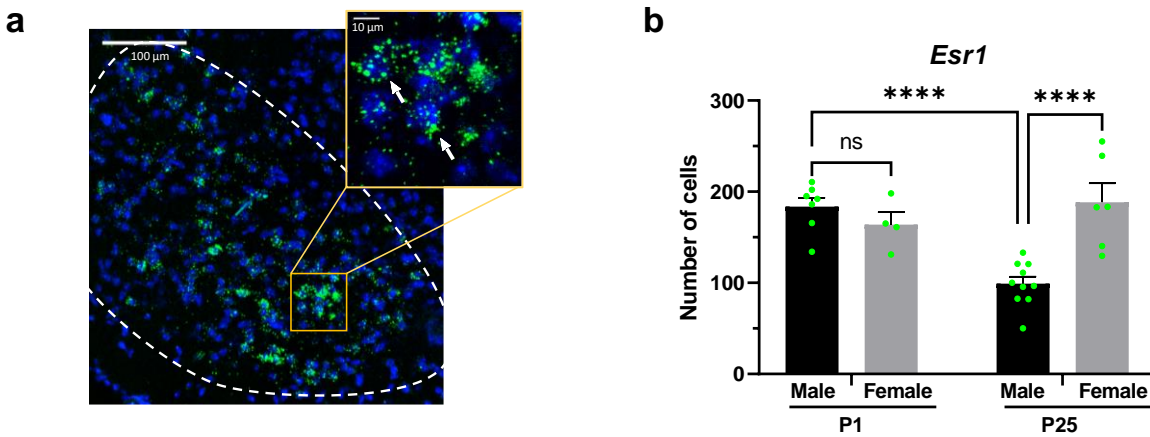 a
100 µm
10 µm
b
Esr1
Number of cells
300
200
100
0
ns
****
****
Male
Female
Male
Female
P1
P25